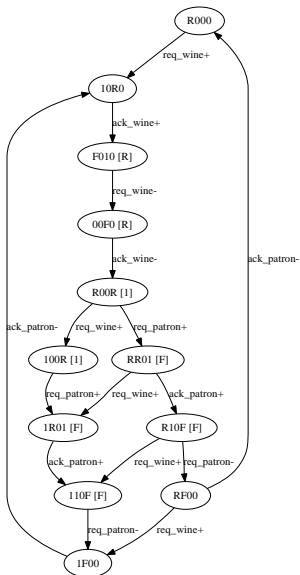 R000
req_wine+
10R0
ack_wine+
F010 [R]
req_wine-
00F0 [R]
ack_patron-
ack_wine-
R00R [1]
ack_patron-
req_wine+
req_patron+
100R [1]
RR01 [F]
req_patron+
req_wine+
ack_patron+
1R01 [F]
R10F [F]
ack_patron+
req_wine+
req_patron-
110F [F]
RF00
req_patron-
req_wine+
1F00